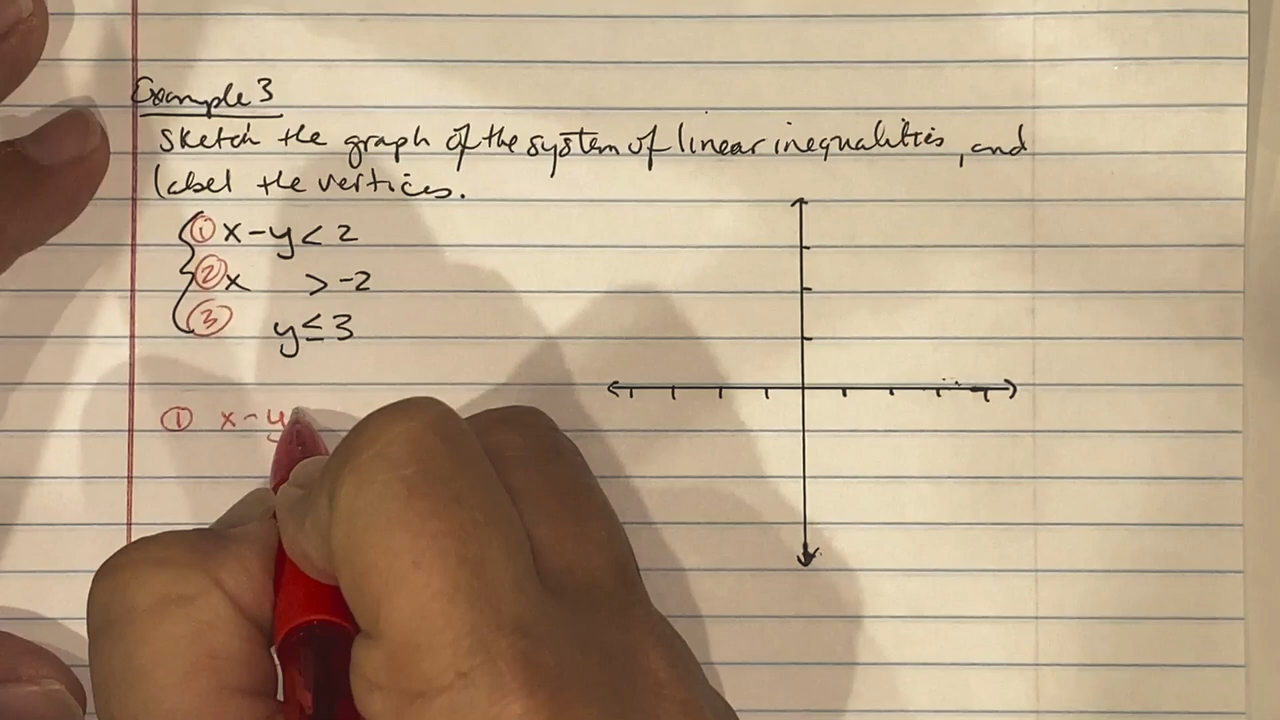 Example 3
Sketch the graph of the system of linear inequalities, and
label the vertices.
① x-y < 2
② x > -2
③ y ≤ 3
① x-y